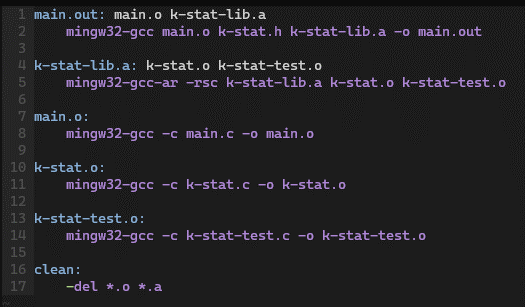 1 main.out: main.o k-stat-lib.a
2     mingw32-gcc main.o k-stat.h k-stat-lib.a -o main.out
3
4 k-stat-lib.a: k-stat.o k-stat-test.o
5     mingw32-gcc-ar -rsc k-stat-lib.a k-stat.o k-stat-test.o
6
7 main.o:
8     mingw32-gcc -c main.c -o main.o
9
10 k-stat.o:
11     mingw32-gcc -c k-stat.c -o k-stat.o
12
13 k-stat-test.o:
14     mingw32-gcc -c k-stat-test.c -o k-stat-test.o
15
16 clean:
17     -del *.o *.a
~